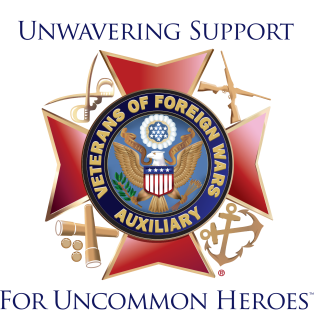 UNWAVERING SUPPORT
VETERANS OF FOREIGN WARS
AUXILIARY
®
FOR UNCOMMON HEROES™